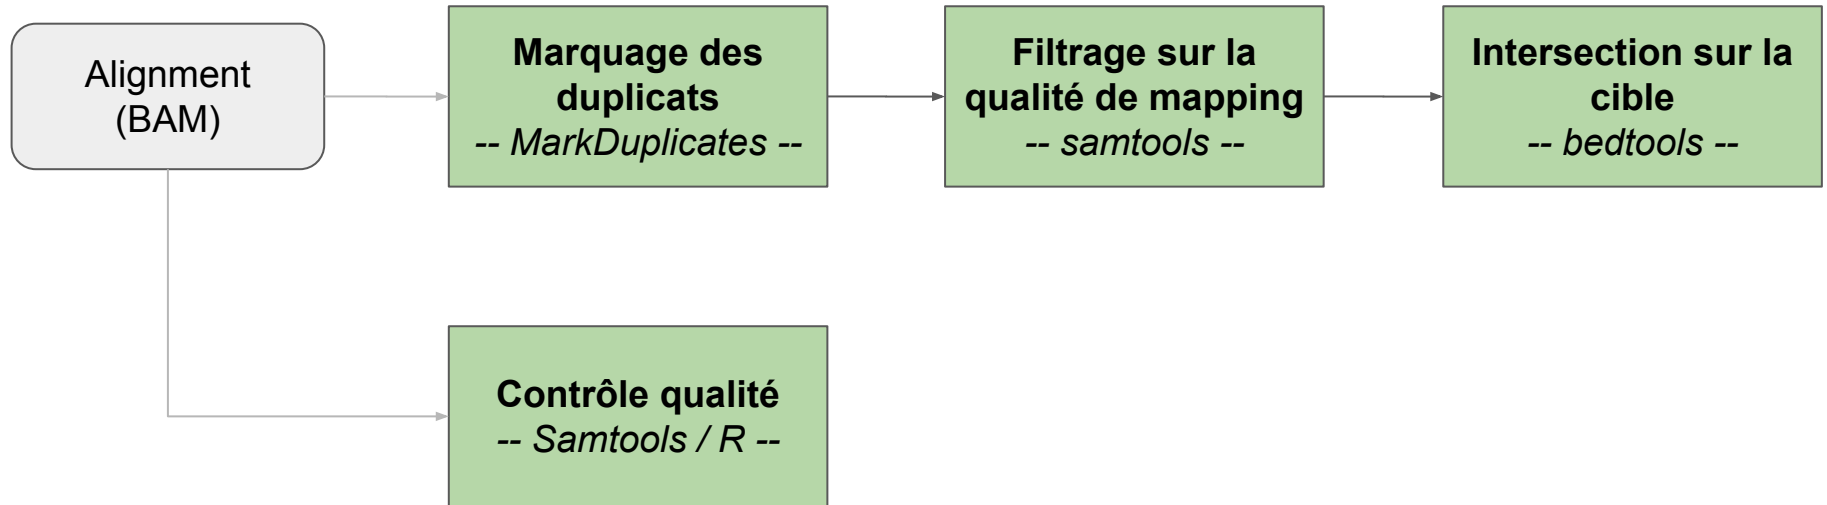 Alignment
(BAM)
Marquage des
duplicats
-- MarkDuplicates --
Filtrage sur la
qualité de mapping
-- samtools --
Intersection sur la
cible
-- bedtools --
Contrôle qualité
-- Samtools / R --